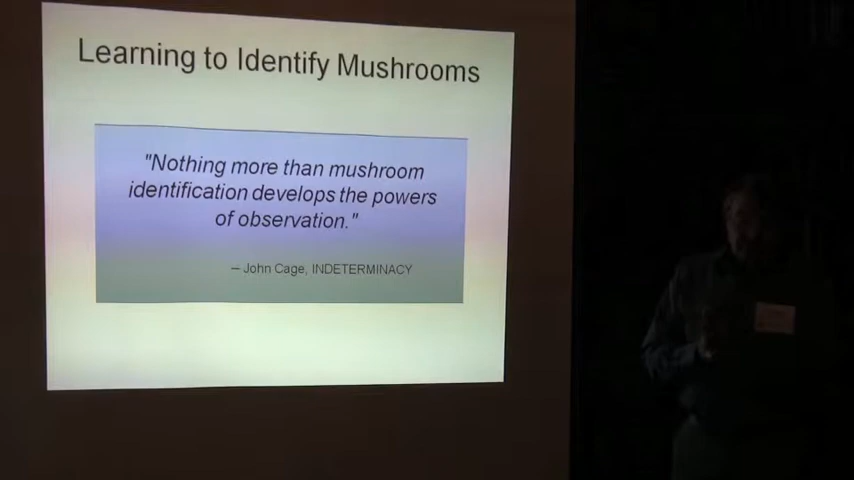 Learning to Identify Mushrooms
"Nothing more than mushroom
identification develops the powers
of observation."
– John Cage, INDETERMINACY